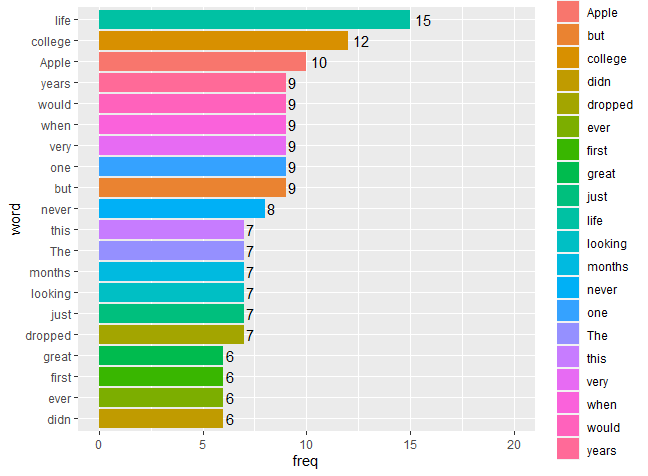 life 15
college 12
Apple 10
years 9
would 9
when 9
very 9
one 9
but 9
never 8
this 7
The 7
months 7
looking 7
just 7
dropped 7
great 6
first 6
ever 6
didn 6
word
0 5 10 15 20
freq
Apple
but
college
didn
dropped
ever
first
great
just
life
looking
months
never
one
The
this
very
when
would
years